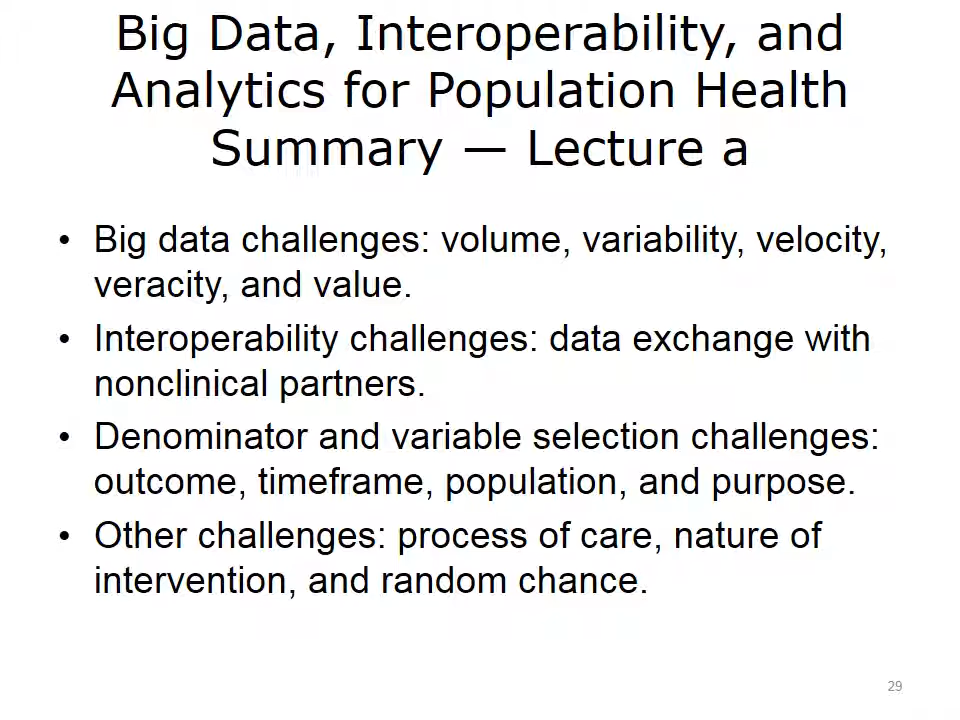 Big Data, Interoperability, and
Analytics for Population Health
Summary — Lecture a
• Big data challenges: volume, variability, velocity,
veracity, and value.
• Interoperability challenges: data exchange with
nonclinical partners.
• Denominator and variable selection challenges:
outcome, timeframe, population, and purpose.
• Other challenges: process of care, nature of
intervention, and random chance.
29